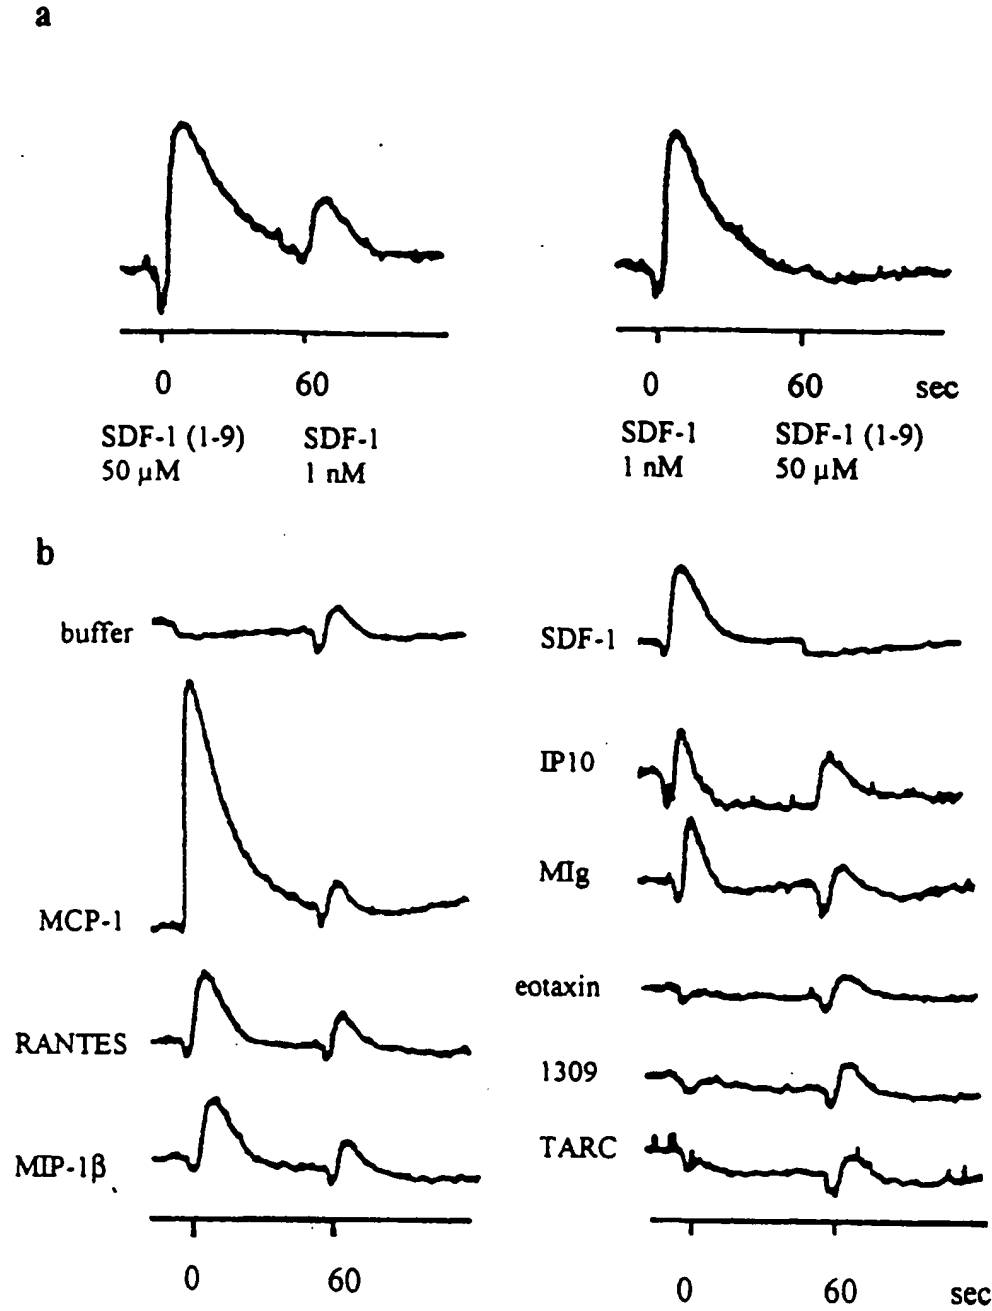 a
0 60
SDF-1 (1-9) SDF-1
50 µM 1 nM
0 60 sec
SDF-1 SDF-1 (1-9)
1 nM 50 µM
b
buffer
MCP-1
RANTES
MIP-1β
0 60
SDF-1
IP10
MIg
eotaxin
1309
TARC
0 60 sec